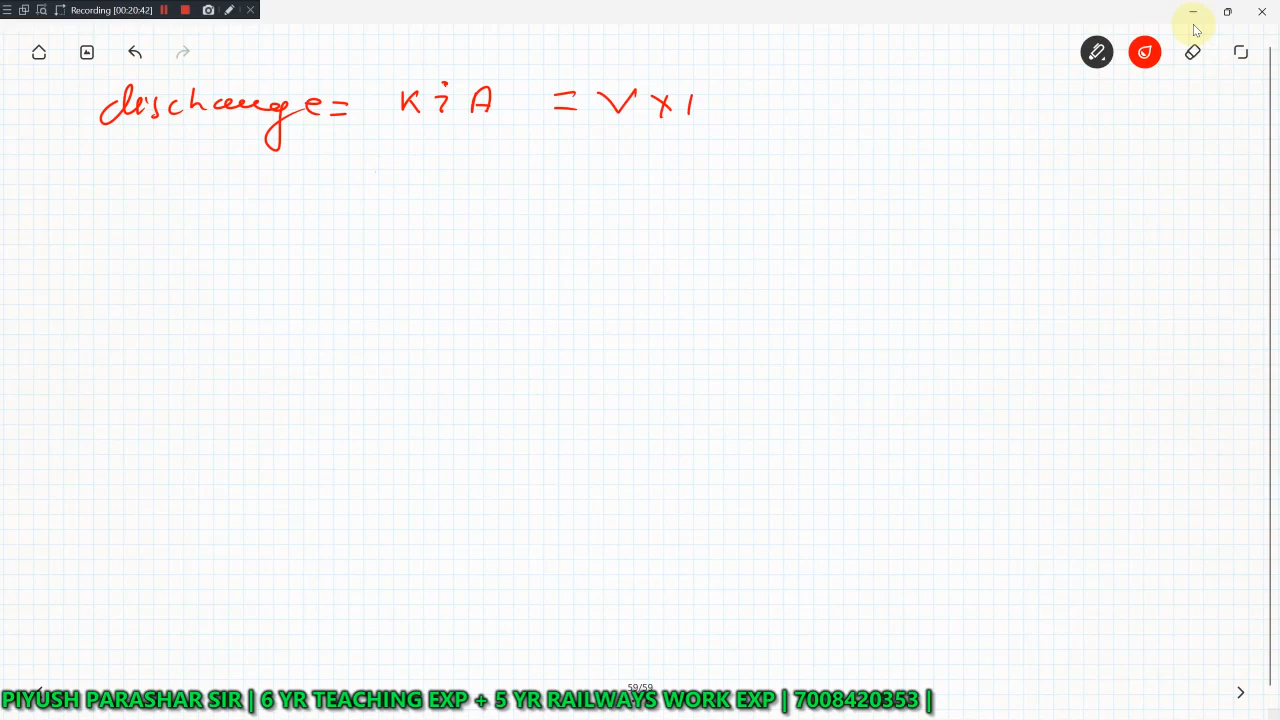 Recording [00:20:42]
discharge = K i A = V x 1
59/59
PIYUSH PARASHAR SIR | 6 YR TEACHING EXP + 5 YR RAILWAYS WORK EXP | 7008420353 |